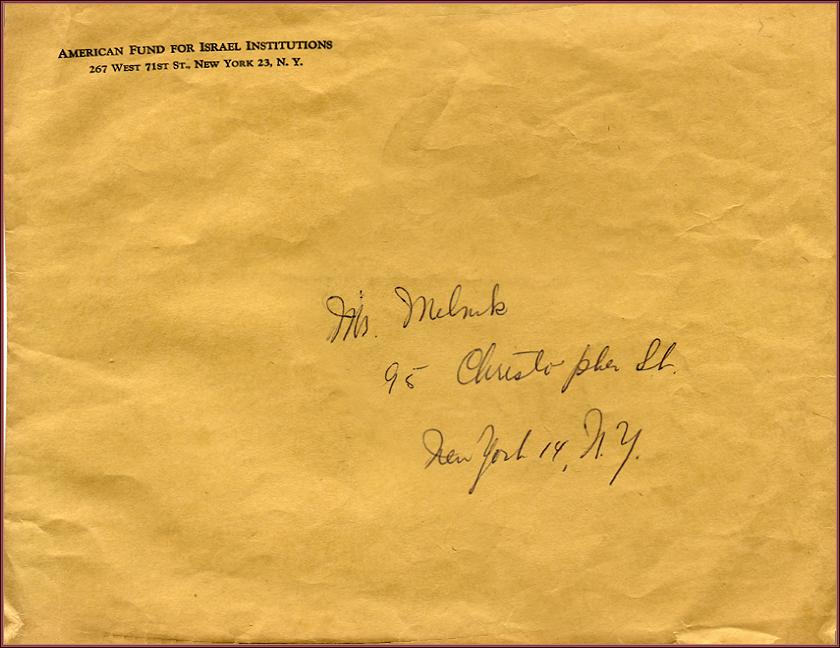 AMERICAN FUND FOR ISRAEL INSTITUTIONS
267 WEST 71ST ST., NEW YORK 23, N. Y.
Mr. Melnik
95 Christopher St.
New York 14, N.Y.